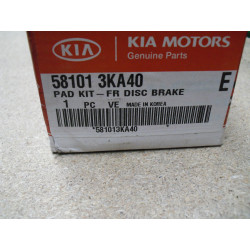 KIA KIA MOTORS
Genuine Parts
58101 3KA40 E
PAD KIT-FR DISC BRAKE
1 PC VE MADE IN KOREA
*581013KA40